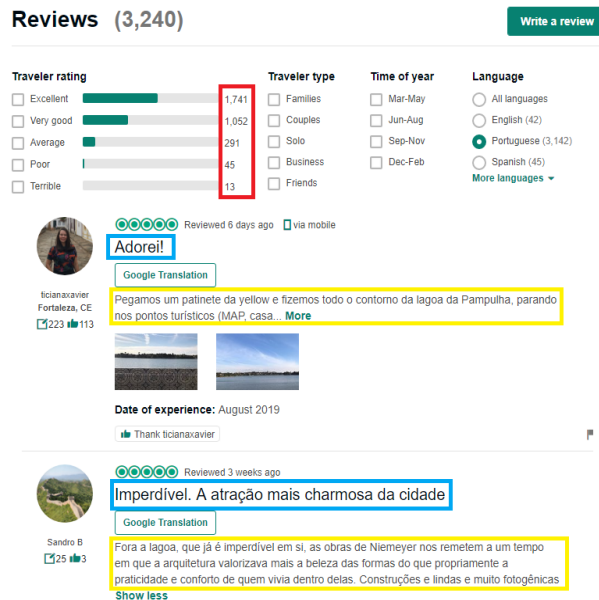 Reviews (3,240)
Write a review
Traveler rating
Excellent 1,741
Very good 1,052
Average 291
Poor 45
Terrible 13
Traveler type
Families
Couples
Solo
Business
Friends
Time of year
Mar-May
Jun-Aug
Sep-Nov
Dec-Feb
Language
All languages
English (42)
Portuguese (3,142)
Spanish (45)
More languages
Reviewed 6 days ago via mobile
Adorei!
Google Translation
ticianaxavier
Fortaleza, CE
223 113
Pegamos um patinete da yellow e fizemos todo o contorno da lagoa da Pampulha, parando
nos pontos turísticos (MAP, casa... More
Date of experience: August 2019
Thank ticianaxavier
Reviewed 3 weeks ago
Imperdível. A atração mais charmosa da cidade
Google Translation
Sandro B
25 3
Fora a lagoa, que já é imperdível em si, as obras de Niemeyer nos remetem a um tempo
em que a arquitetura valorizava mais a beleza das formas do que propriamente a
praticidade e conforto de quem vivia dentro delas. Construções e lindas e muito fotogênicas
Show less